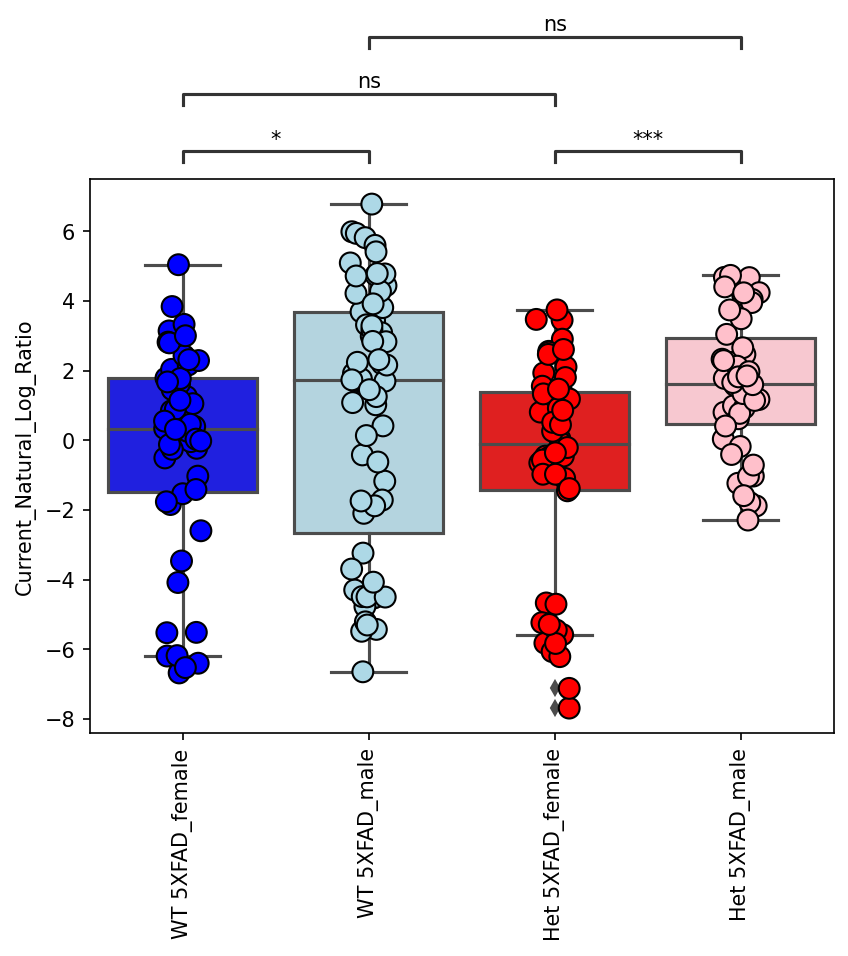 ns
ns
*
***
Current_Natural_Log_Ratio
6
4
2
0
−2
−4
−6
−8
WT 5XFAD_female
WT 5XFAD_male
Het 5XFAD_female
Het 5XFAD_male